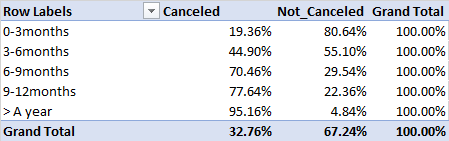 Row Labels Canceled Not_Canceled Grand Total
0-3months 19.36% 80.64% 100.00%
3-6months 44.90% 55.10% 100.00%
6-9months 70.46% 29.54% 100.00%
9-12months 77.64% 22.36% 100.00%
> A year 95.16% 4.84% 100.00%
Grand Total 32.76% 67.24% 100.00%